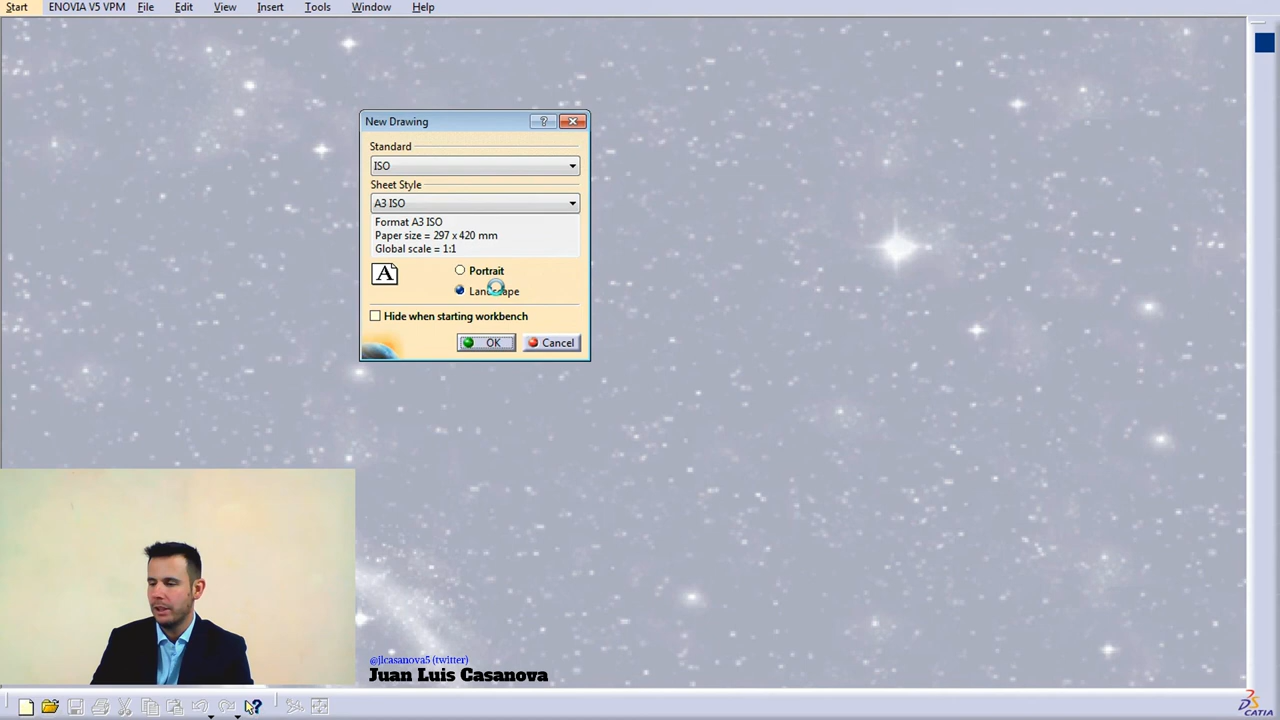 Start ENOVIA V5 VPM File Edit View Insert Tools Window Help
New Drawing
Standard
ISO
Sheet Style
A3 ISO
Format A3 ISO
Paper size = 297 x 420 mm
Global scale = 1:1
A
Portrait
Landscape
Hide when starting workbench
OK Cancel
@jlcasanova5 (twitter)
Juan Luis Casanova
CATIA